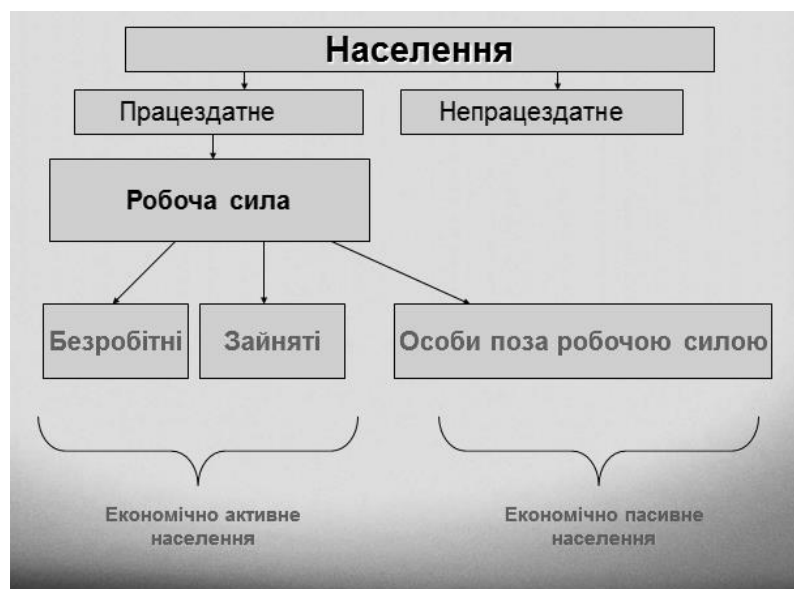 Населення
Працездатне
Непрацездатне
Робоча сила
Безробітні
Зайняті
Особи поза робочою силою
Економічно активне
населення
Економічно пасивне
населення